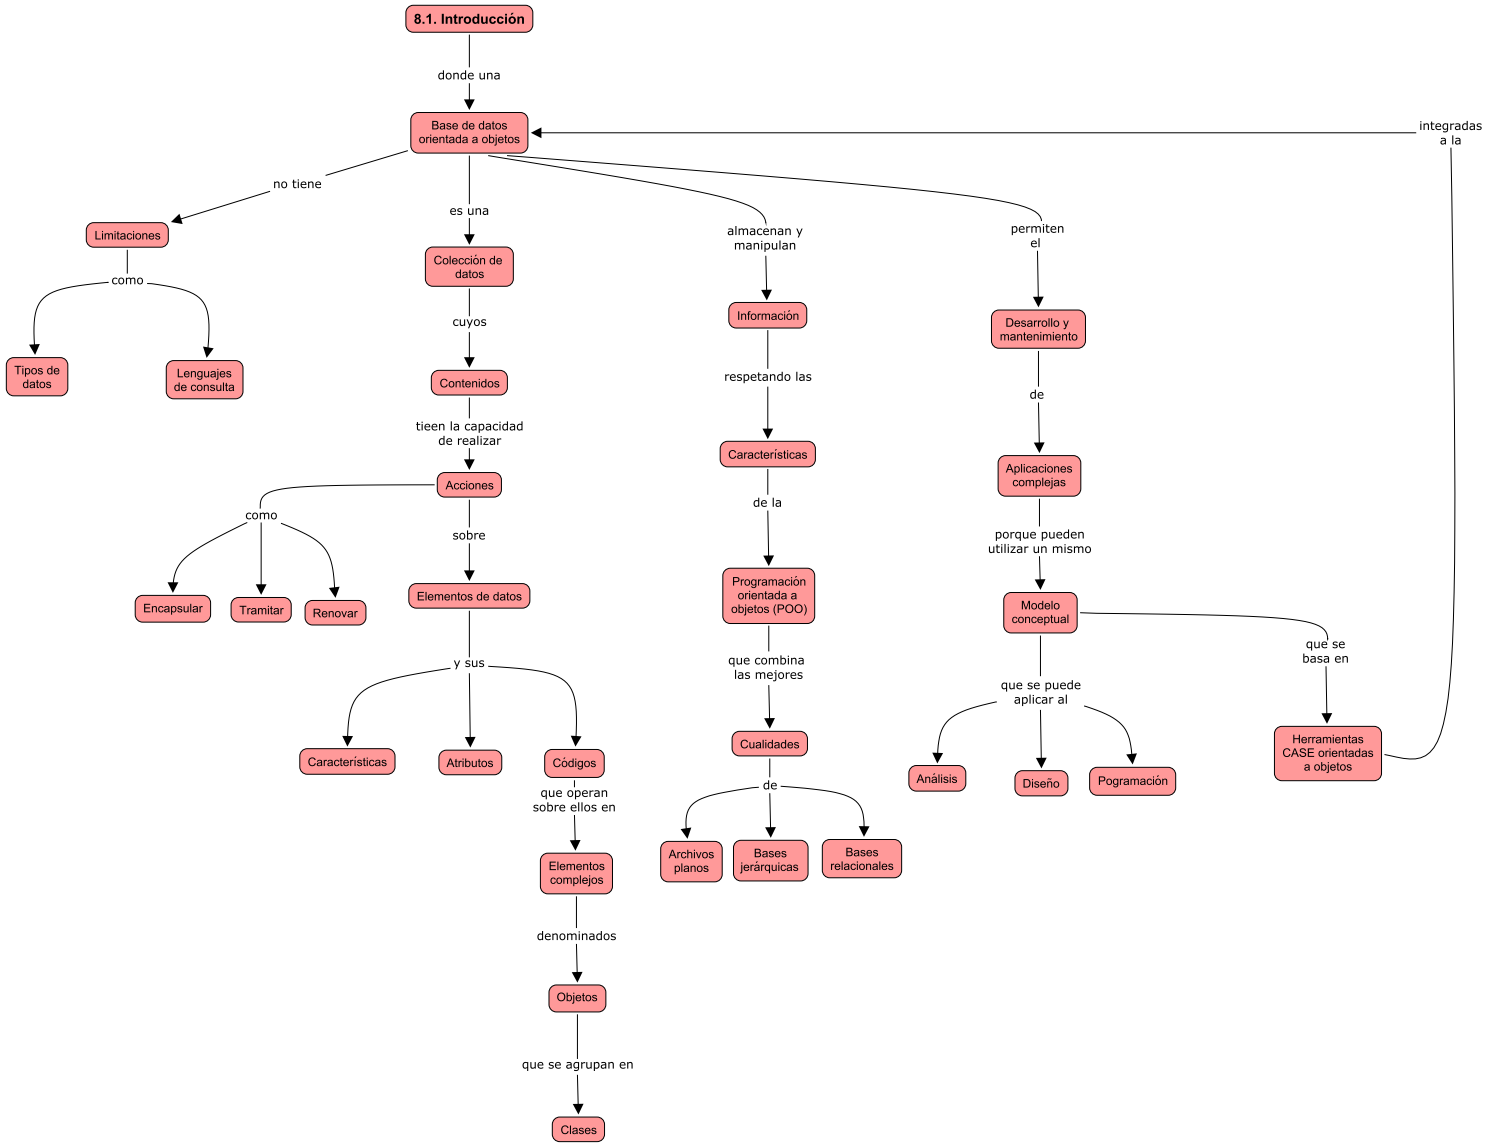 8.1. Introducción
donde una
Base de datos
orientada a objetos
integradas
a la
no tiene
Limitaciones
como
Tipos de
datos
Lenguajes
de consulta
es una
Colección de
datos
cuyos
Contenidos
tieen la capacidad
de realizar
Acciones
como
Encapsular
Tramitar
Renovar
sobre
Elementos de datos
y sus
Características
Atributos
Códigos
que operan
sobre ellos en
Elementos
complejos
denominados
Objetos
que se agrupan en
Clases
almacenan y
manipulan
Información
respetando las
Características
de la
Programación
orientada a
objetos (POO)
que combina
las mejores
Cualidades
de
Archivos
planos
Bases
jerárquicas
Bases
relacionales
permiten
el
Desarrollo y
mantenimiento
de
Aplicaciones
complejas
porque pueden
utilizar un mismo
Modelo
conceptual
que se puede
aplicar al
Análisis
Diseño
Pogramación
que se
basa en
Herramientas
CASE orientadas
a objetos